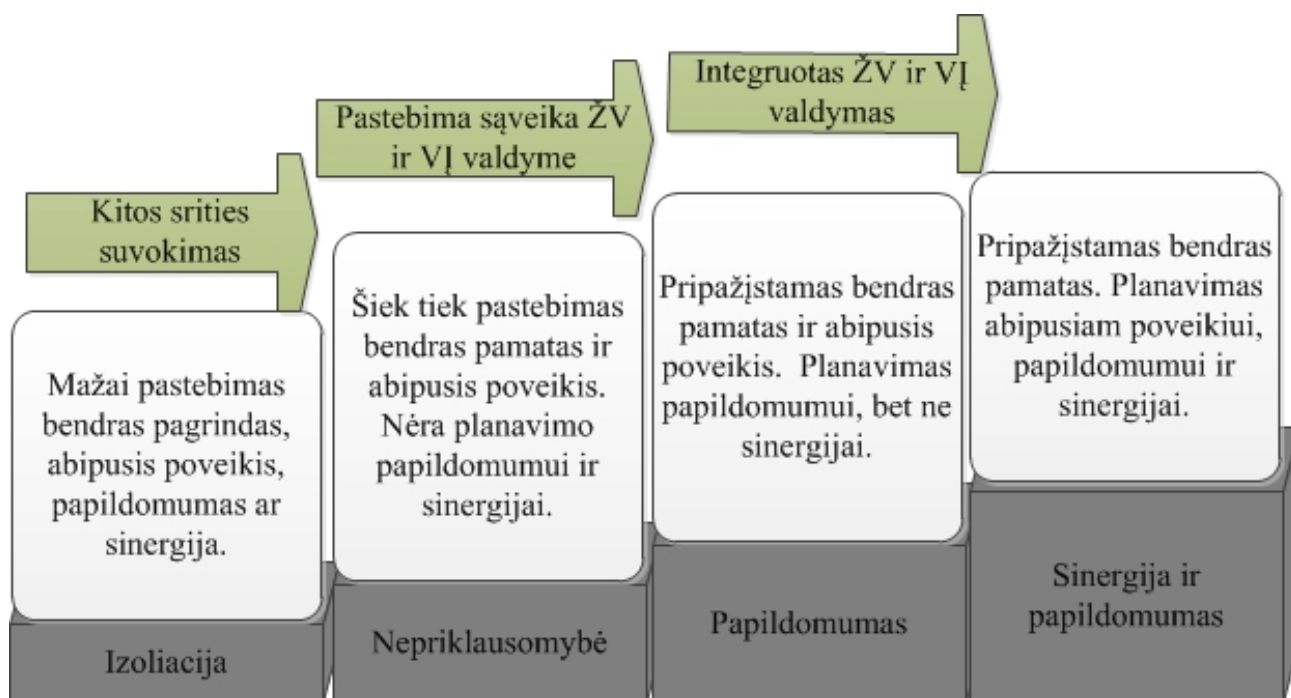 Kitos srities
suvokimas
Pastebima sąveika ŽV
ir VĮ valdyme
Integruotas ŽV ir VĮ
valdymas
Mažai pastebimas
bendras pagrindas,
abipusis poveikis,
papildomumas ar
sinergija.
Šiek tiek pastebimas
bendras pamatas ir
abipusis poveikis.
Nėra planavimo
papildomumui ir
sinergijai.
Pripažįstamas bendras
pamatas ir abipusis
poveikis. Planavimas
papildomumui, bet ne
sinergijai.
Pripažįstamas bendras
pamatas. Planavimas
abipusiam poveikiui,
papildomumui ir
sinergijai.
Izoliacija
Nepriklausomybė
Papildomumas
Sinergija ir
papildomumas